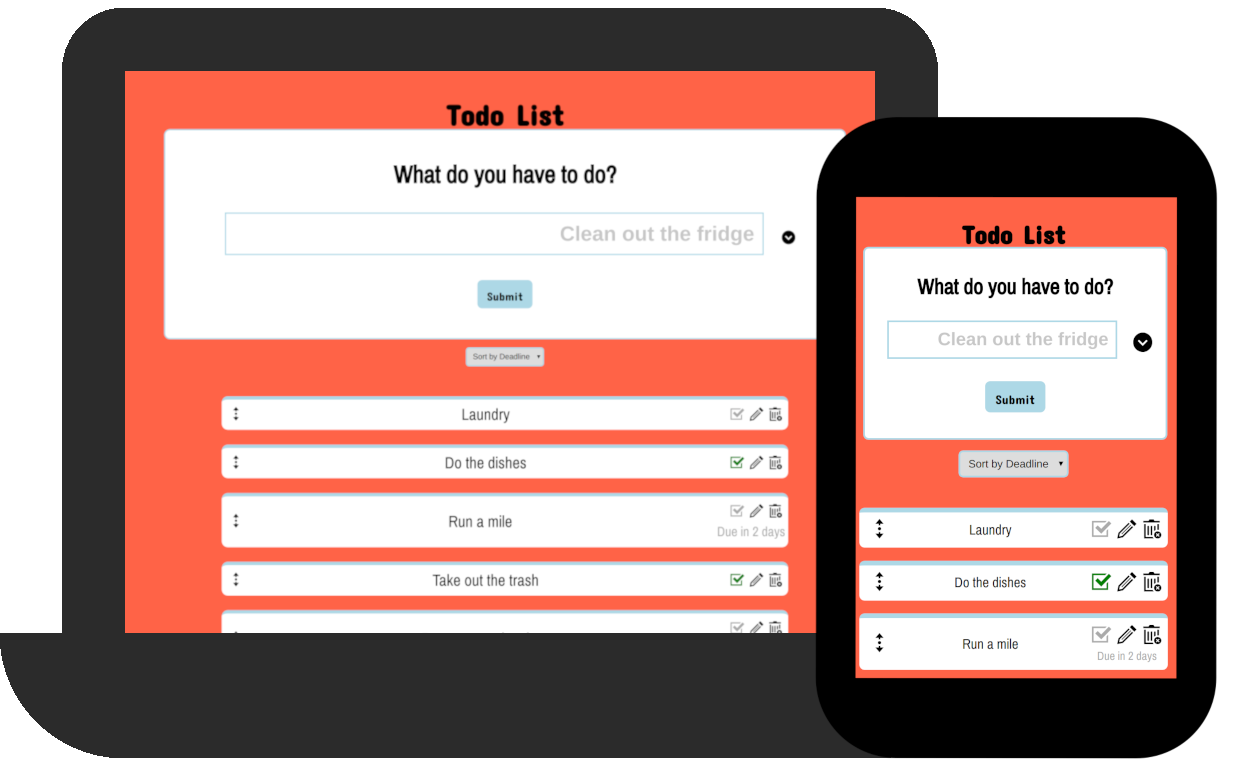 Todo List
What do you have to do?
Clean out the fridge
Submit
Sort by Deadline
Laundry
Do the dishes
Run a mile
Due in 2 days
Take out the trash
Todo List
What do you have to do?
Clean out the fridge
Submit
Sort by Deadline
Laundry
Do the dishes
Run a mile
Due in 2 days